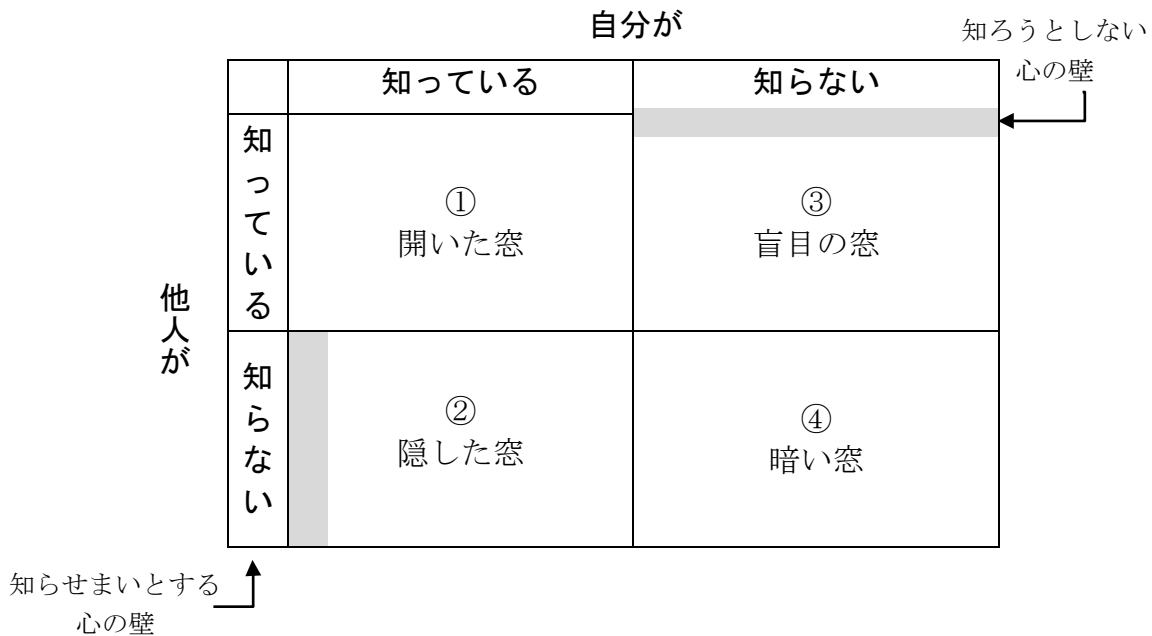 自分が
知ろうとしない
心の壁
知っている
知らない
知っている
①
開いた窓
③
盲目の窓
他人が
知らない
②
隠した窓
④
暗い窓
知らせまいとする
心の壁